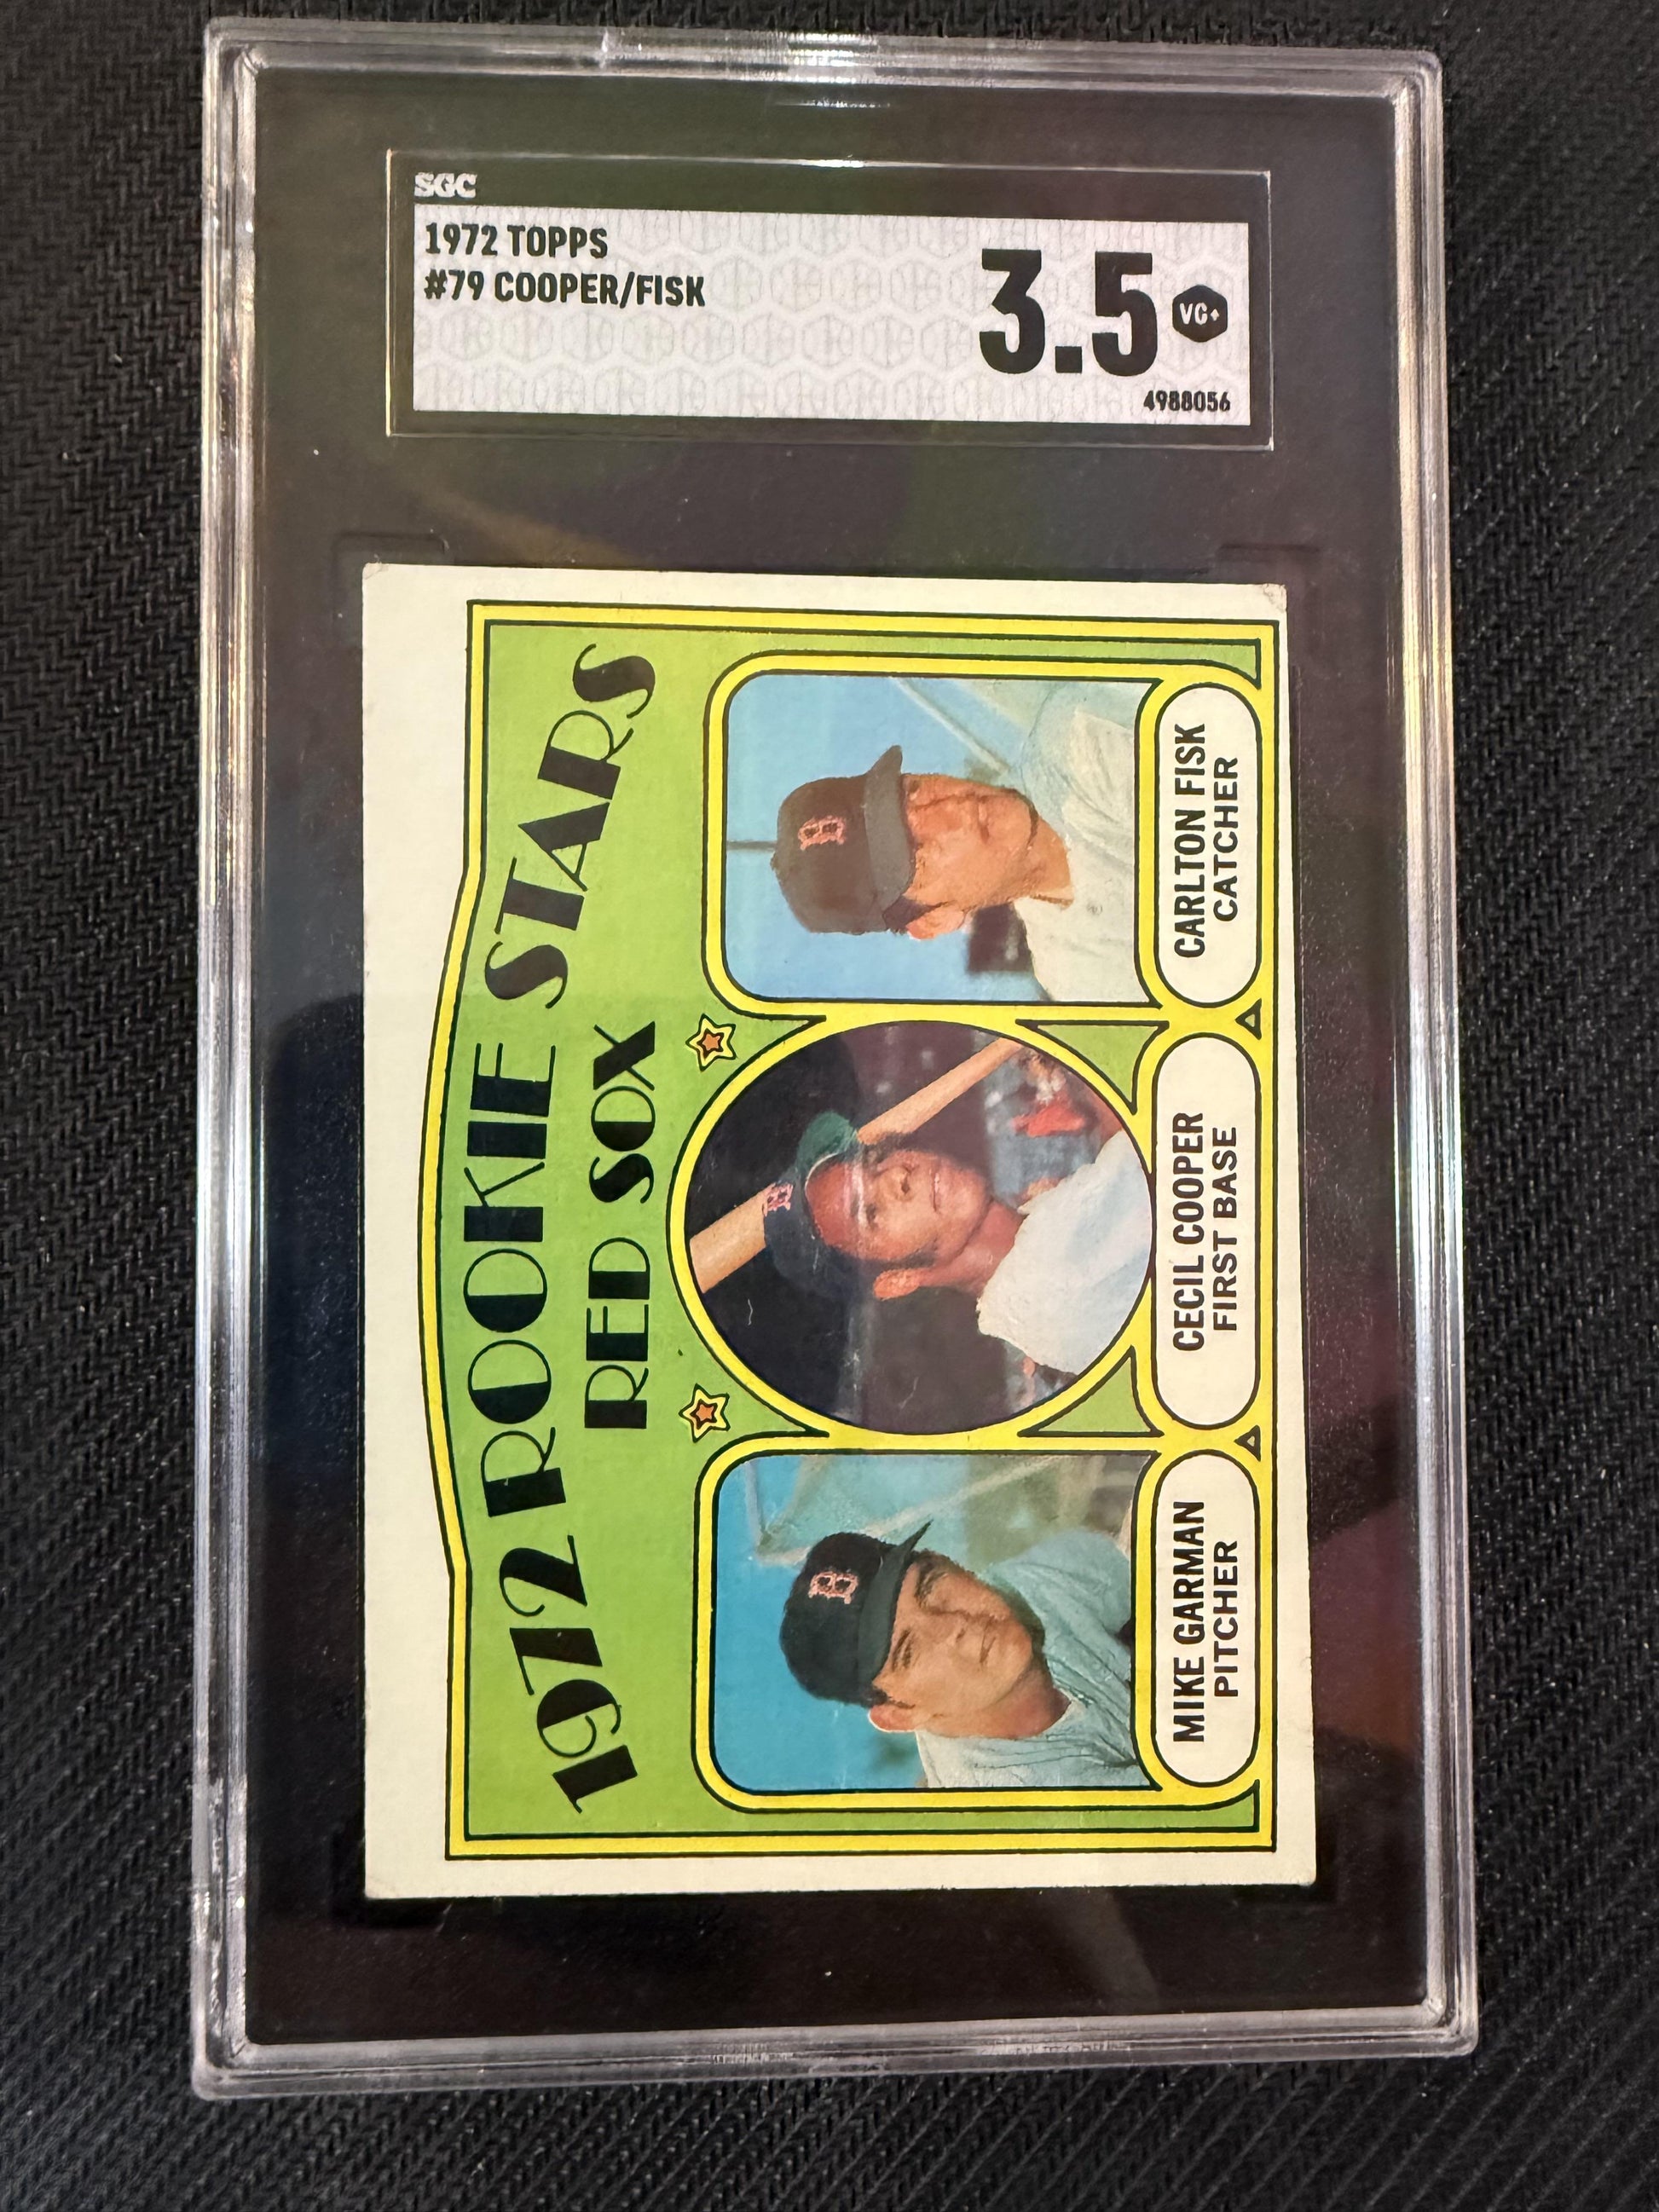 SGC
1972 TOPPS
#79 COOPER/FISK
3.5
VG+
4988056
1972 ROOKIE STARS
RED SOX
MIKE GARMAN
PITCHER
CECIL COOPER
FIRST BASE
CARLTON FISK
CATCHER
B
B
B